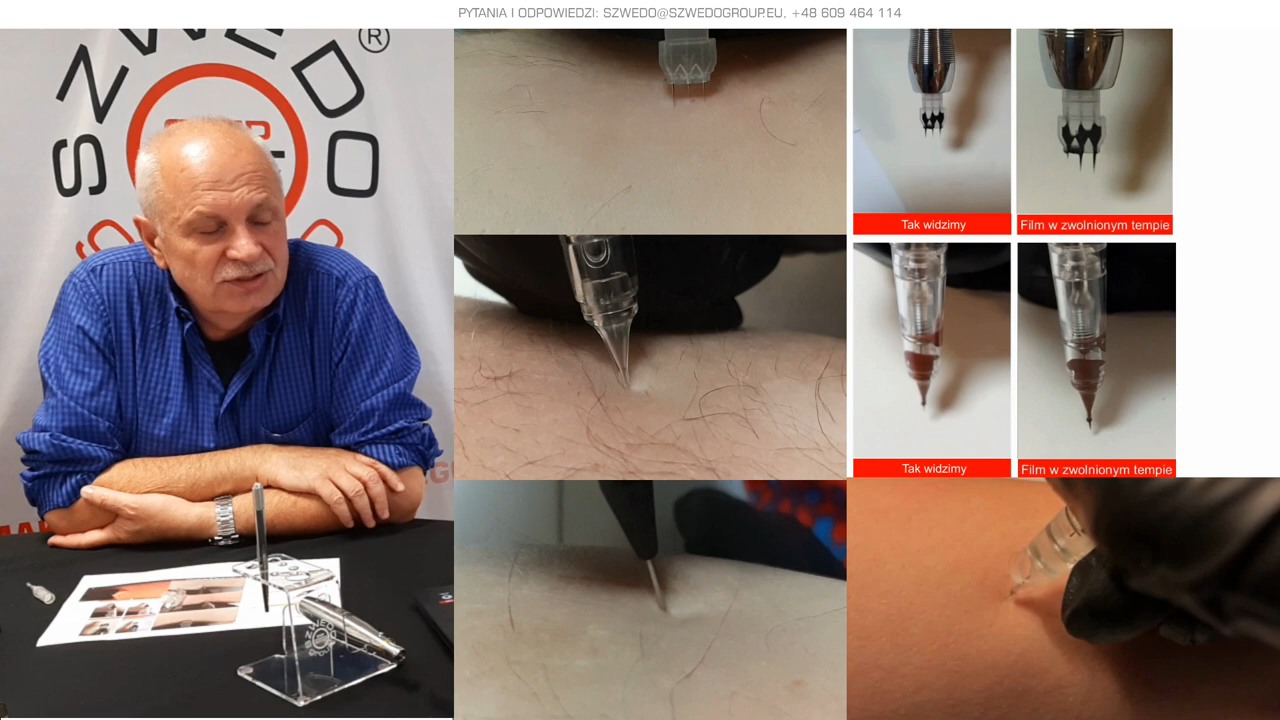 PYTANIA I ODPOWIEDZI: SZWEDO@SZWEDOGROUP.EU, +48 609 464 114
SZWEDO®
Tak widzimy
Film w zwolnionym tempie
Tak widzimy
Film w zwolnionym tempie
SZWEDO